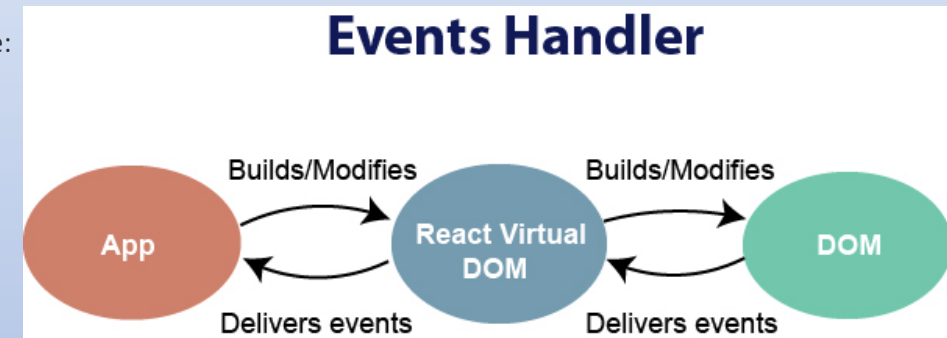 e:
Events Handler
Builds/Modifies
Builds/Modifies
App
React Virtual
DOM
DOM
Delivers events
Delivers events